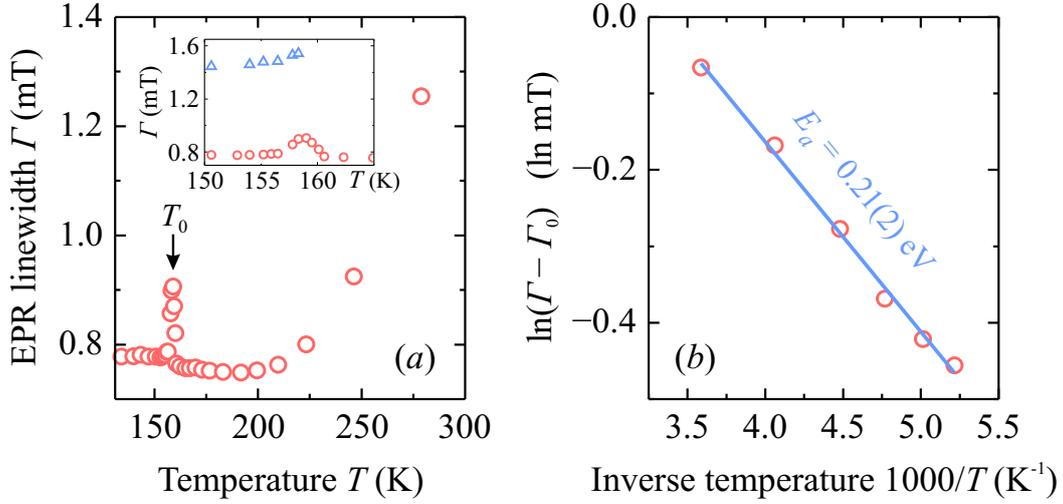 EPR linewidth Γ (mT)
1.4
1.2
1.0
0.8
150
200
250
300
Temperature T (K)
T₀
(a)
Γ (mT)
1.6
1.2
0.8
150
155
160
T (K)
ln(Γ − Γ₀) (ln mT)
0.0
−0.2
−0.4
3.5
4.0
4.5
5.0
5.5
Inverse temperature 1000/T (K⁻¹)
Eₐ = 0.21(2) eV
(b)